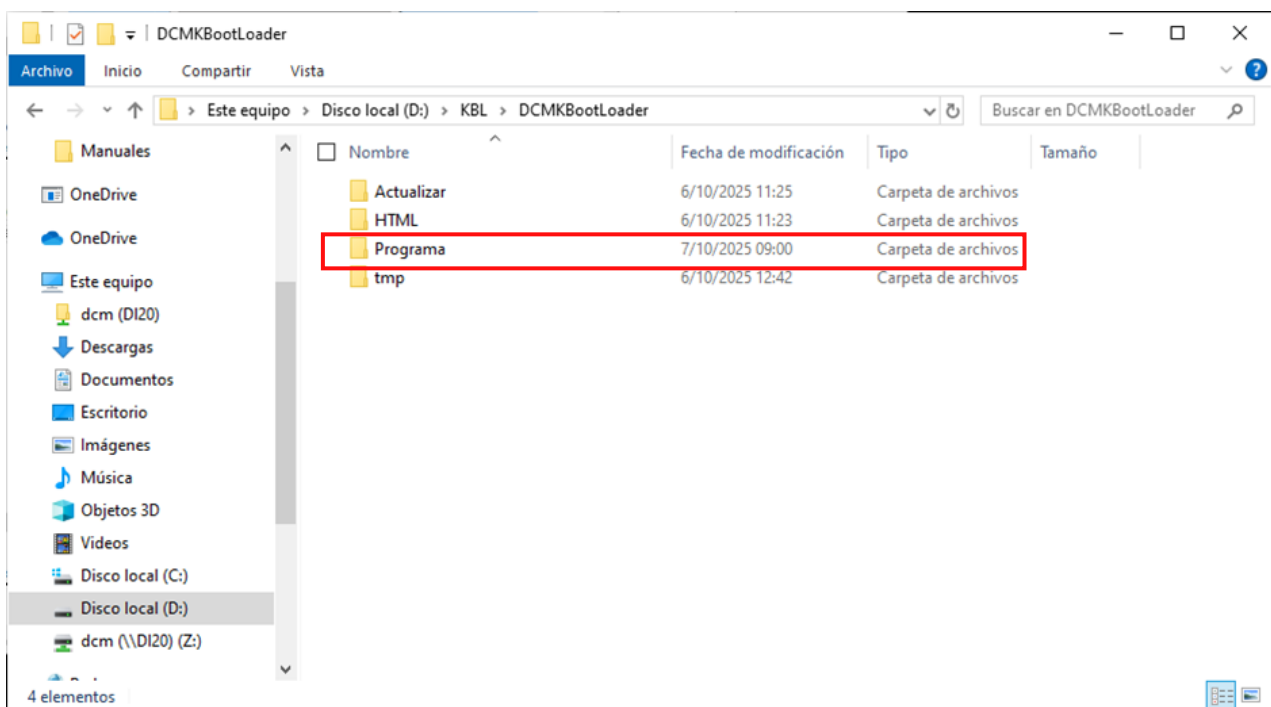 DCMKBootLoader
Archivo Inicio Compartir Vista
Este equipo > Disco local (D:) > KBL > DCMKBootLoader
Buscar en DCMKBootLoader
Manuales
OneDrive
OneDrive
Este equipo
dcm (DI20)
Descargas
Documentos
Escritorio
Imágenes
Música
Objetos 3D
Videos
Disco local (C:)
Disco local (D:)
dcm (\\DI20) (Z:)
Nombre Fecha de modificación Tipo Tamaño
Actualizar 6/10/2025 11:25 Carpeta de archivos
HTML 6/10/2025 11:23 Carpeta de archivos
Programa 7/10/2025 09:00 Carpeta de archivos
tmp 6/10/2025 12:42 Carpeta de archivos
4 elementos